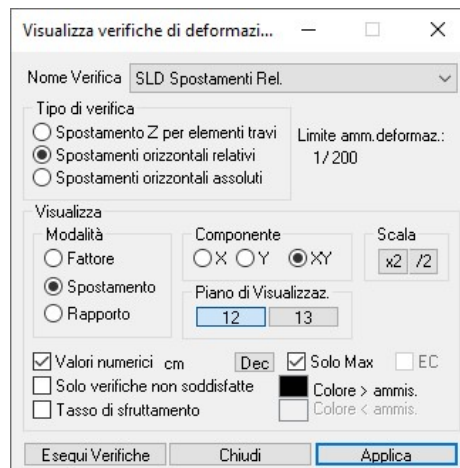 Visualizza verifiche di deformazi...
Nome Verifica SLD Spostamenti Rel.
Tipo di verifica
Spostamento Z per elementi travi
Spostamenti orizzontali relativi
Spostamenti orizzontali assoluti
Limite amm.deformaz.:
1/200
Visualizza
Modalità
Fattore
Spostamento
Rapporto
Componente
X Y XY
Scala
x2 /2
Piano di Visualizzaz.
12 13
Valori numerici cm Dec Solo Max EC
Solo verifiche non soddisfatte Colore > ammis.
Tasso di sfruttamento Colore < ammis.
Esegui Verifiche Chiudi Applica